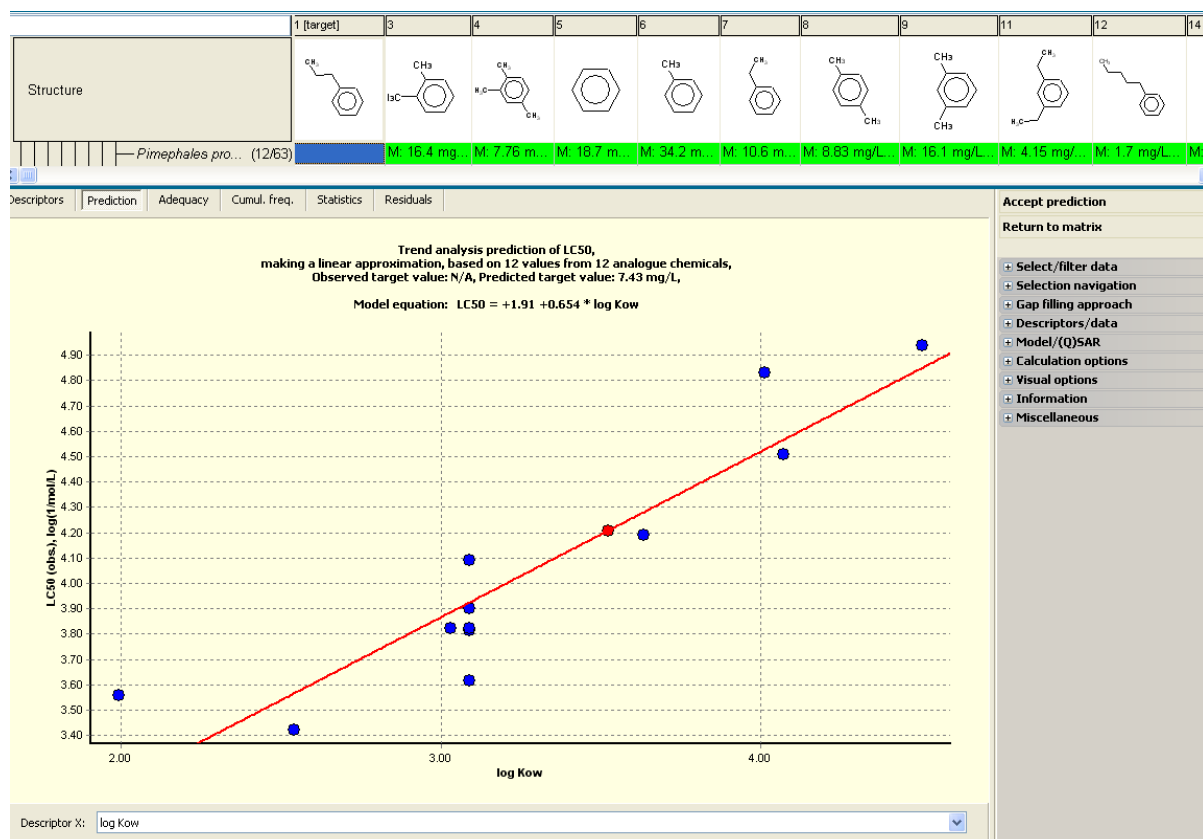 1 [target] 3 4 5 6 7 8 9 11 12 14
Structure
CH₃ CH3 CH₃ CH₃ CH₃ CH₃ CH₃ CH₃ CH₃
I3C H₃C CH₃ CH₃ CH₃ H₃C
Pimephales pro... (12/63) M: 16.4 mg... M: 7.76 m... M: 18.7 m... M: 34.2 m... M: 10.6 m... M: 8.83 mg/L... M: 16.1 mg/L... M: 4.15 mg/... M: 1.7 mg/L... M:
Descriptors Prediction Adequacy Cumul. freq. Statistics Residuals
Trend analysis prediction of LC50,
making a linear approximation, based on 12 values from 12 analogue chemicals,
Observed target value: N/A, Predicted target value: 7.43 mg/L,
Model equation: LC50 = +1.91 +0.654 * log Kow
LC50 (obs.), log(1/mol/L)
4.90
4.80
4.70
4.60
4.50
4.40
4.30
4.20
4.10
4.00
3.90
3.80
3.70
3.60
3.50
3.40
2.00 3.00 4.00
log Kow
Descriptor X: log Kow
Accept prediction
Return to matrix
Select/filter data
Selection navigation
Gap filling approach
Descriptors/data
Model/(Q)SAR
Calculation options
Visual options
Information
Miscellaneous